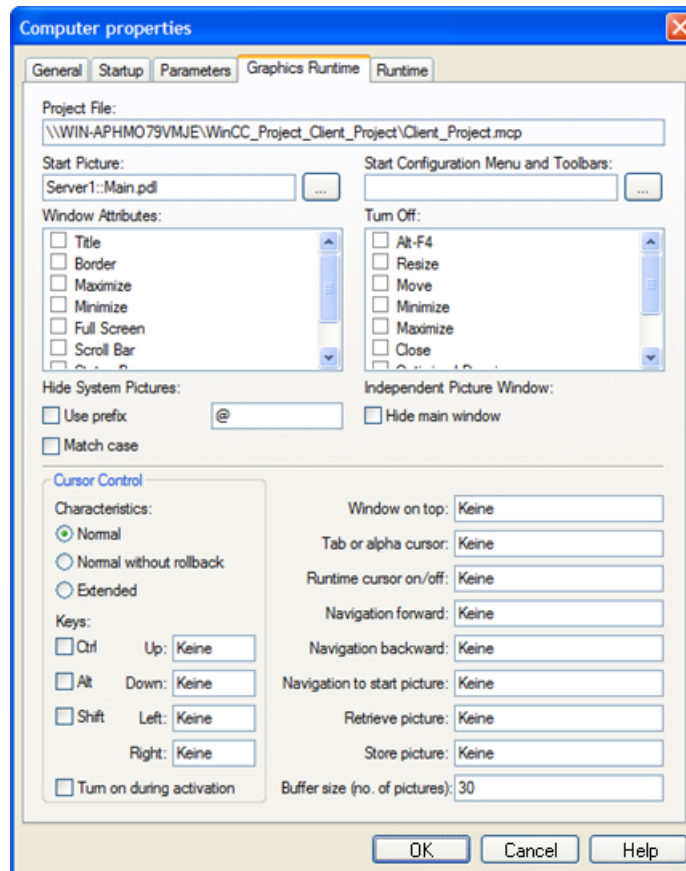 Computer properties
General Startup Parameters Graphics Runtime Runtime
Project File:
\\WIN-APHMO79VMJE\WinCC_Project_Client_Project\Client_Project.mcp
Start Picture: Start Configuration Menu and Toolbars:
Server1::Main.pdl ... ...
Window Attributes: Turn Off:
Title Alt-F4
Border Resize
Maximize Move
Minimize Minimize
Full Screen Maximize
Scroll Bar Close
Hide System Pictures: Independent Picture Window:
Use prefix @ Hide main window
Match case
Cursor Control
Characteristics: Window on top: Keine
Normal Tab or alpha cursor: Keine
Normal without rollback Runtime cursor on/off: Keine
Extended Navigation forward: Keine
Keys:
Ctrl Up: Keine Navigation backward: Keine
Alt Down: Keine Navigation to start picture: Keine
Shift Left: Keine Retrieve picture: Keine
Right: Keine Store picture: Keine
Turn on during activation Buffer size (no. of pictures): 30
OK Cancel Help